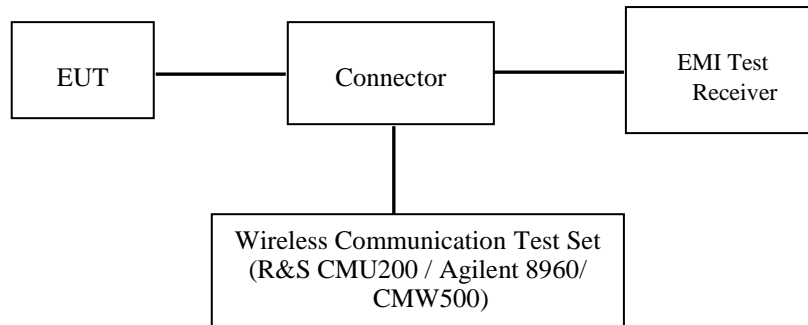 EUT
Connector
EMI Test
Receiver
Wireless Communication Test Set
(R&S CMU200 / Agilent 8960/
CMW500)